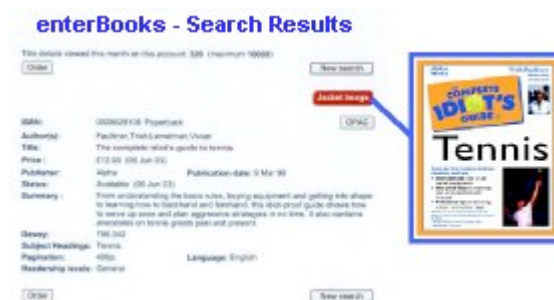 enterBooks - Search Results
Title details viewed this month on this account: 320 (maximum 10000)
Order
New search
Jacket Image
ISBN: 0028628136 Paperback
OPAC
Author(s): Faulkner, Trish;Lemelman, Vivian
Title: The complete idiot's guide to tennis
Price: £12.99 (06 Jun 03)
Publisher: Alpha
Publication date: 9 Mar 99
Status: Available (06 Jun 03)
Summary: From understanding the basic rules, buying equipment and getting into shape
to learning how to backhand and forehand, this idiot-proof guide shows how
to serve up aces and plan aggressive strategies in no time. It also contains
anecdotes on tennis greats past and present.
Dewey: 796.342
Subject Headings: Tennis
Pagination: 400p.
Language: English
Readership levels: General
Order
New search
COMPLETE
IDIOT'S
GUIDE
Tennis